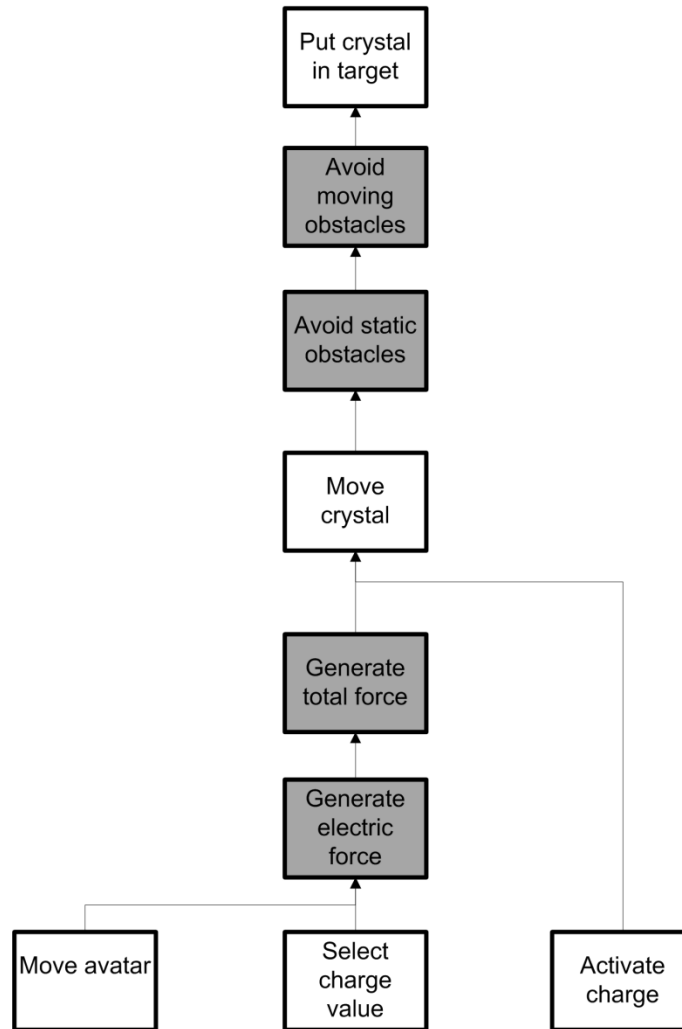 Put crystal
in target
Avoid
moving
obstacles
Avoid static
obstacles
Move
crystal
Generate
total force
Generate
electric
force
Move avatar
Select
charge
value
Activate
charge